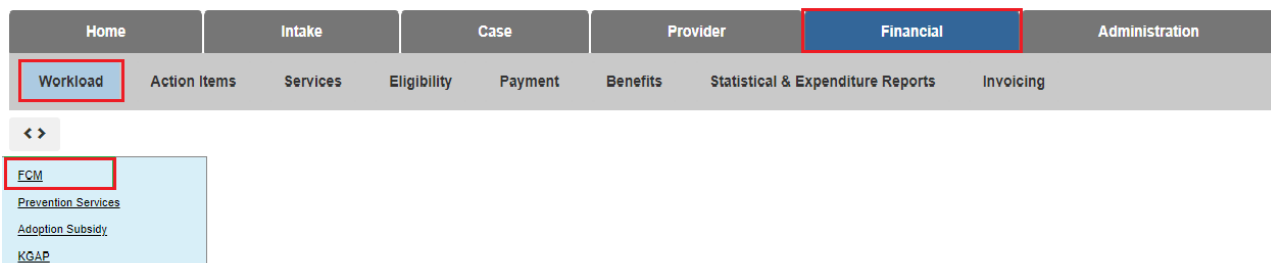 Home Intake Case Provider Financial Administration
Workload Action Items Services Eligibility Payment Benefits Statistical & Expenditure Reports Invoicing
< >
FCM
Prevention Services
Adoption Subsidy
KGAP